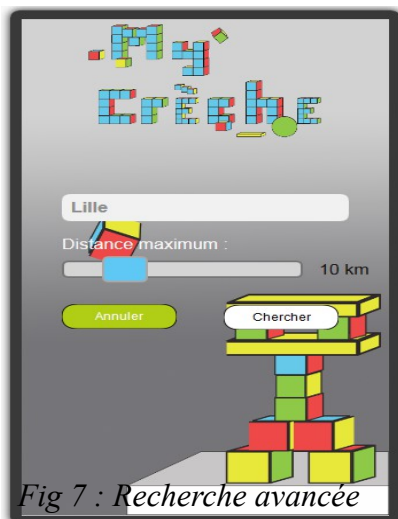 My
Crèche
Lille
Distance maximum :
10 km
Annuler
Chercher
Fig 7 : Recherche avancée